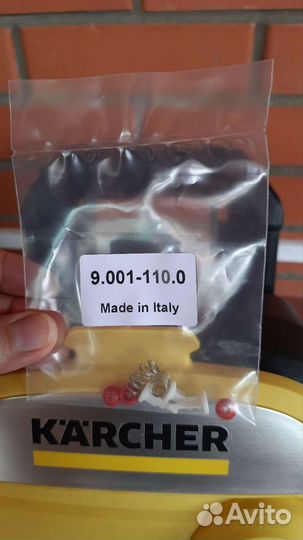 9.001-110.0
Made in Italy
KÄRCHER
Avito